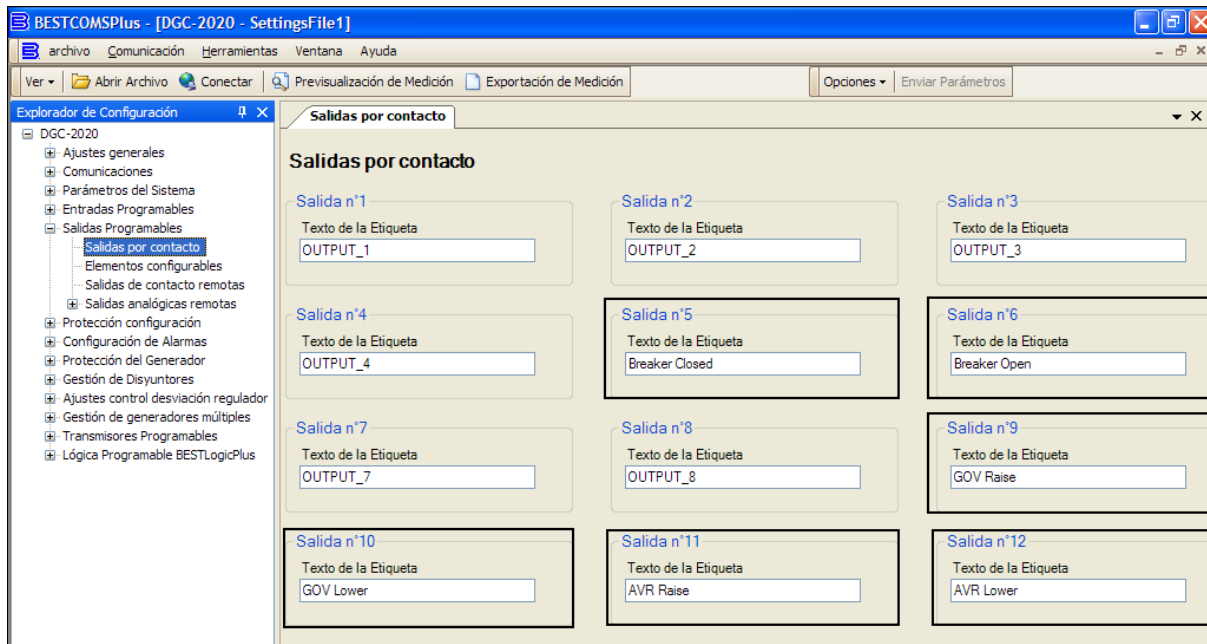 BESTCOMSPlus - [DGC-2020 - SettingsFile1]
archivo Comunicación Herramientas Ventana Ayuda
Ver Abrir Archivo Conectar Previsualización de Medición Exportación de Medición Opciones Enviar Parámetros
Explorador de Configuración
DGC-2020
Ajustes generales
Comunicaciones
Parámetros del Sistema
Entradas Programables
Salidas Programables
Salidas por contacto
Elementos configurables
Salidas de contacto remotas
Salidas analógicas remotas
Protección configuración
Configuración de Alarmas
Protección del Generador
Gestión de Disyuntores
Ajustes control desviación regulador
Gestión de generadores múltiples
Transmisores Programables
Lógica Programable BESTLogicPlus
Salidas por contacto
Salidas por contacto
Salida n°1
Texto de la Etiqueta
OUTPUT_1
Salida n°2
Texto de la Etiqueta
OUTPUT_2
Salida n°3
Texto de la Etiqueta
OUTPUT_3
Salida n°4
Texto de la Etiqueta
OUTPUT_4
Salida n°5
Texto de la Etiqueta
Breaker Closed
Salida n°6
Texto de la Etiqueta
Breaker Open
Salida n°7
Texto de la Etiqueta
OUTPUT_7
Salida n°8
Texto de la Etiqueta
OUTPUT_8
Salida n°9
Texto de la Etiqueta
GOV Raise
Salida n°10
Texto de la Etiqueta
GOV Lower
Salida n°11
Texto de la Etiqueta
AVR Raise
Salida n°12
Texto de la Etiqueta
AVR Lower